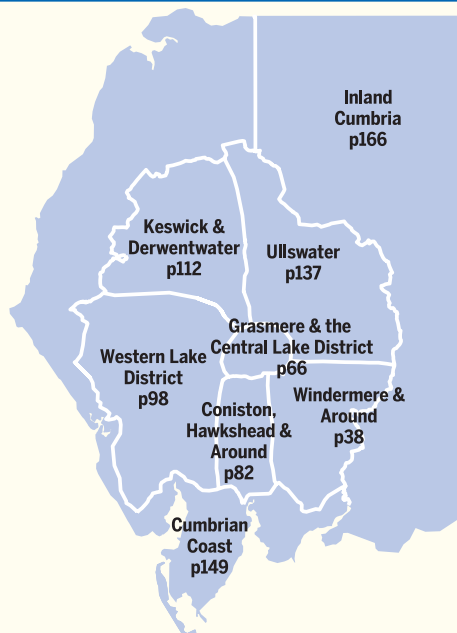 Inland
Cumbria
p166
Keswick &
Derwentwater
p112
Ullswater
p137
Grasmere & the
Central Lake District
p66
Western Lake
District
p98
Windermere &
Around
p38
Coniston,
Hawkshead &
Around
p82
Cumbrian
Coast
p149